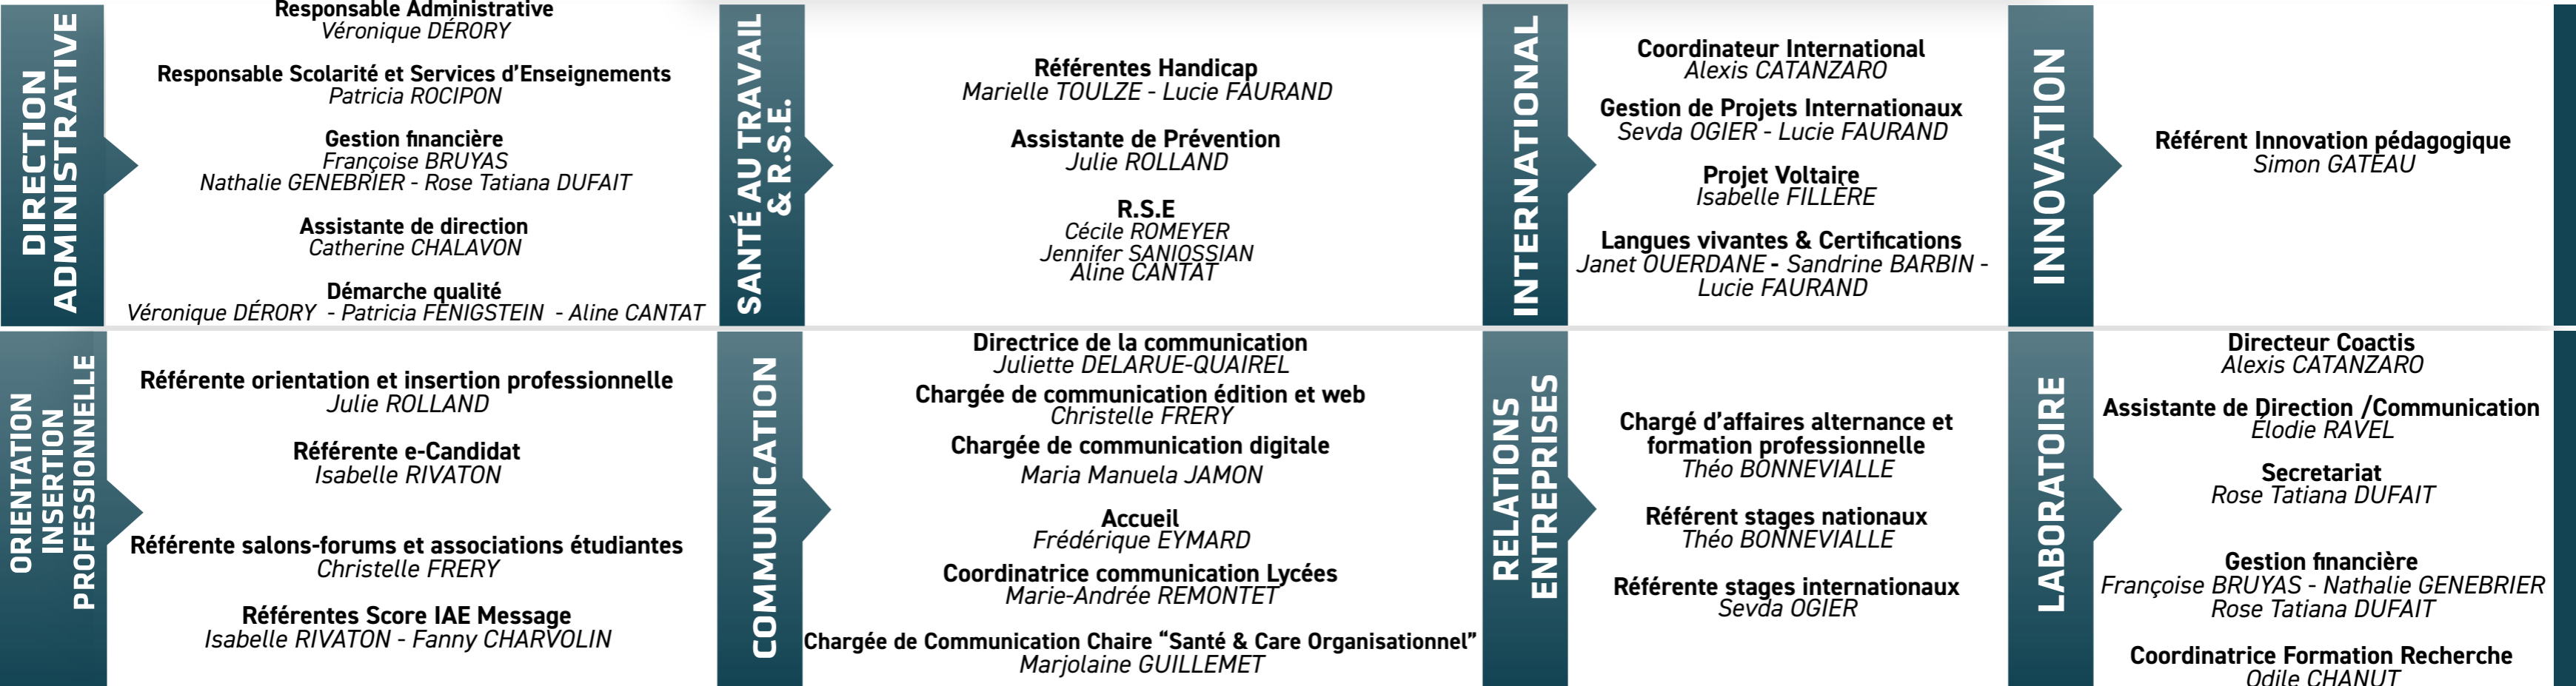 DIRECTION
ADMINISTRATIVE
Responsable Administrative
Véronique DÉRORY
Responsable Scolarité et Services d’Enseignements
Patricia ROCIPON
Gestion financière
Françoise BRUYAS
Nathalie GENEBRIER - Rose Tatiana DUFAIT
Assistante de direction
Catherine CHALAVON
Démarche qualité
Véronique DÉRORY - Patricia FENIGSTEIN - Aline CANTAT
SANTÉ AU TRAVAIL
& R.S.E.
Référentes Handicap
Marielle TOULZE - Lucie FAURAND
Assistante de Prévention
Julie ROLLAND
R.S.E
Cécile ROMEYER
Jennifer SANIOSSIAN
Aline CANTAT
INTERNATIONAL
Coordinateur International
Alexis CATANZARO
Gestion de Projets Internationaux
Sevda OGIER - Lucie FAURAND
Projet Voltaire
Isabelle FILLÈRE
Langues vivantes & Certifications
Janet OUERDANE - Sandrine BARBIN -
Lucie FAURAND
INNOVATION
Référent Innovation pédagogique
Simon GATEAU
ORIENTATION
INSERTION
PROFESSIONNELLE
Référente orientation et insertion professionnelle
Julie ROLLAND
Référente e-Candidat
Isabelle RIVATON
Référente salons-forums et associations étudiantes
Christelle FRERY
Référentes Score IAE Message
Isabelle RIVATON - Fanny CHARVOLIN
COMMUNICATION
Directrice de la communication
Juliette DELARUE-QUAIREL
Chargée de communication édition et web
Christelle FRERY
Chargée de communication digitale
Maria Manuela JAMON
Accueil
Frédérique EYMARD
Coordinatrice communication Lycées
Marie-Andrée REMONTET
Chargée de Communication Chaire “Santé & Care Organisationnel”
Marjolaine GUILLEMET
RELATIONS
ENTREPRISES
Chargé d’affaires alternance et
formation professionnelle
Théo BONNEVIALLE
Référent stages nationaux
Théo BONNEVIALLE
Référente stages internationaux
Sevda OGIER
LABORATOIRE
Directeur Coactis
Alexis CATANZARO
Assistante de Direction /Communication
Élodie RAVEL
Secretariat
Rose Tatiana DUFAIT
Gestion financière
Françoise BRUYAS - Nathalie GENEBRIER
Rose Tatiana DUFAIT
Coordinatrice Formation Recherche
Odile CHANUT